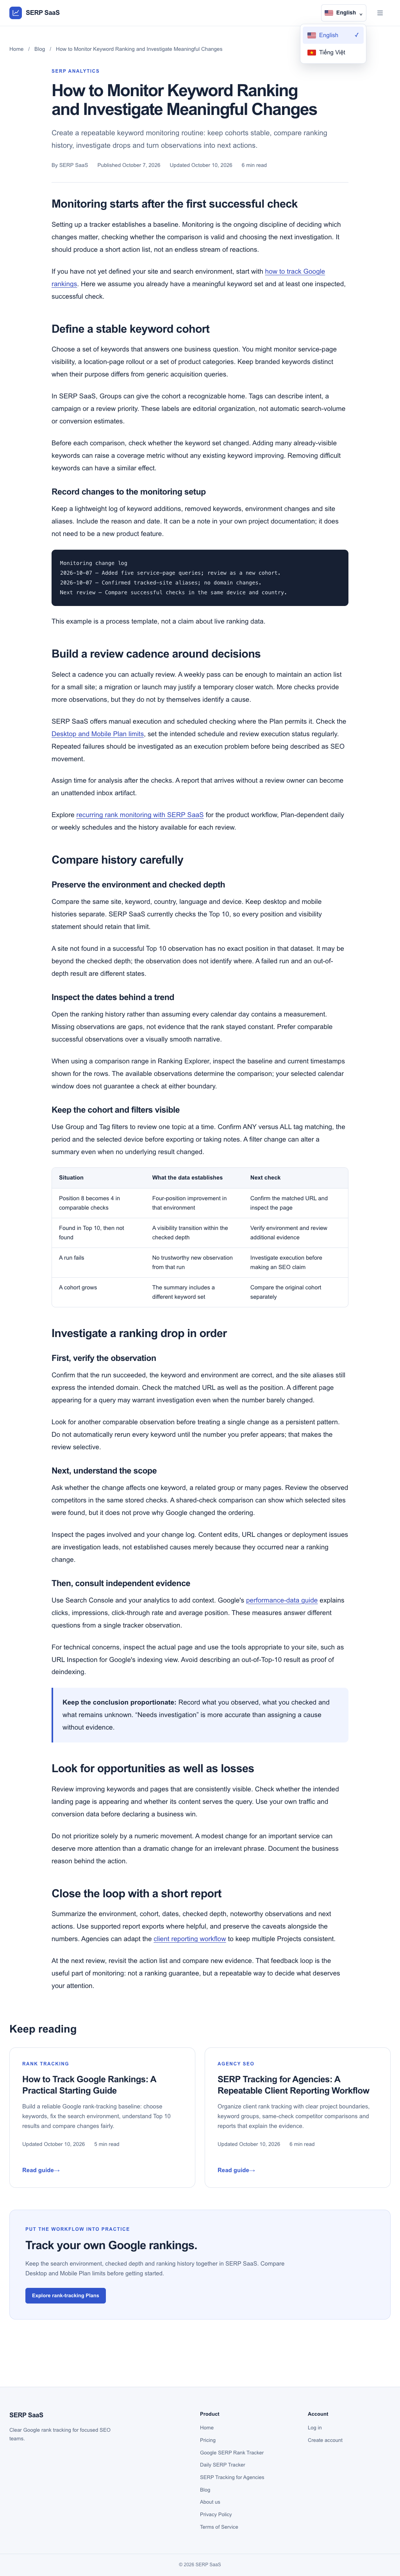 SERP SaaS
English
English ✓
Tiếng Việt
Home / Blog / How to Monitor Keyword Ranking and Investigate Meaningful Changes
SERP ANALYTICS
How to Monitor Keyword Ranking
and Investigate Meaningful Changes
Create a repeatable keyword monitoring routine: keep cohorts stable, compare ranking
history, investigate drops and turn observations into next actions.
By SERP SaaS Published October 7, 2026 Updated October 10, 2026 6 min read
Monitoring starts after the first successful check
Setting up a tracker establishes a baseline. Monitoring is the ongoing discipline of deciding which
changes matter, checking whether the comparison is valid and choosing the next investigation. It
should produce a short action list, not an endless stream of reactions.
If you have not yet defined your site and search environment, start with how to track Google
rankings. Here we assume you already have a meaningful keyword set and at least one inspected,
successful check.
Define a stable keyword cohort
Choose a set of keywords that answers one business question. You might monitor service-page
visibility, a location-page rollout or a set of product categories. Keep branded keywords distinct
when their purpose differs from generic acquisition queries.
In SERP SaaS, Groups can give the cohort a recognizable home. Tags can describe intent, a
campaign or a review priority. These labels are editorial organization, not automatic search-volume
or conversion estimates.
Before each comparison, check whether the keyword set changed. Adding many already-visible
keywords can raise a coverage metric without any existing keyword improving. Removing difficult
keywords can have a similar effect.
Record changes to the monitoring setup
Keep a lightweight log of keyword additions, removed keywords, environment changes and site
aliases. Include the reason and date. It can be a note in your own project documentation; it does
not need to be a new product feature.
Monitoring change log
2026-10-07 — Added five service-page queries; review as a new cohort.
2026-10-07 — Confirmed tracked-site aliases; no domain changes.
Next review — Compare successful checks in the same device and country.
This example is a process template, not a claim about live ranking data.
Build a review cadence around decisions
Select a cadence you can actually review. A weekly pass can be enough to maintain an action list
for a small site; a migration or launch may justify a temporary closer watch. More checks provide
more observations, but they do not by themselves identify a cause.
SERP SaaS offers manual execution and scheduled checking where the Plan permits it. Check the
Desktop and Mobile Plan limits, set the intended schedule and review execution status regularly.
Repeated failures should be investigated as an execution problem before being described as SEO
movement.
Assign time for analysis after the checks. A report that arrives without a review owner can become
an unattended inbox artifact.
Explore recurring rank monitoring with SERP SaaS for the product workflow, Plan-dependent daily
or weekly schedules and the history available for each review.
Compare history carefully
Preserve the environment and checked depth
Compare the same site, keyword, country, language and device. Keep desktop and mobile
histories separate. SERP SaaS currently checks the Top 10, so every position and visibility
statement should retain that limit.
A site not found in a successful Top 10 observation has no exact position in that dataset. It may be
beyond the checked depth; the observation does not identify where. A failed run and an out-of-
depth result are different states.
Inspect the dates behind a trend
Open the ranking history rather than assuming every calendar day contains a measurement.
Missing observations are gaps, not evidence that the rank stayed constant. Prefer comparable
successful observations over a visually smooth narrative.
When using a comparison range in Ranking Explorer, inspect the baseline and current timestamps
shown for the rows. The available observations determine the comparison; your selected calendar
window does not guarantee a check at either boundary.
Keep the cohort and filters visible
Use Group and Tag filters to review one topic at a time. Confirm ANY versus ALL tag matching, the
period and the selected device before exporting or taking notes. A filter change can alter a
summary even when no underlying result changed.
Situation What the data establishes Next check
Position 8 becomes 4 in Four-position improvement in Confirm the matched URL and
comparable checks that environment inspect the page
Found in Top 10, then not A visibility transition within the Verify environment and review
found checked depth additional evidence
A run fails No trustworthy new observation Investigate execution before
from that run making an SEO claim
A cohort grows The summary includes a Compare the original cohort
different keyword set separately
Investigate a ranking drop in order
First, verify the observation
Confirm that the run succeeded, the keyword and environment are correct, and the site aliases still
express the intended domain. Check the matched URL as well as the position. A different page
appearing for a query may warrant investigation even when the number barely changed.
Look for another comparable observation before treating a single change as a persistent pattern.
Do not automatically rerun every keyword until the number you prefer appears; that makes the
review selective.
Next, understand the scope
Ask whether the change affects one keyword, a related group or many pages. Review the observed
competitors in the same stored checks. A shared-check comparison can show which selected sites
were found, but it does not prove why Google changed the ordering.
Inspect the pages involved and your change log. Content edits, URL changes or deployment issues
are investigation leads, not established causes merely because they occurred near a ranking
change.
Then, consult independent evidence
Use Search Console and your analytics to add context. Google's performance-data guide explains
clicks, impressions, click-through rate and average position. These measures answer different
questions from a single tracker observation.
For technical concerns, inspect the actual page and use the tools appropriate to your site, such as
URL Inspection for Google's indexing view. Avoid describing an out-of-Top-10 result as proof of
deindexing.
Keep the conclusion proportionate: Record what you observed, what you checked and
what remains unknown. “Needs investigation” is more accurate than assigning a cause
without evidence.
Look for opportunities as well as losses
Review improving keywords and pages that are consistently visible. Check whether the intended
landing page is appearing and whether its content serves the query. Use your own traffic and
conversion data before declaring a business win.
Do not prioritize solely by a numeric movement. A modest change for an important service can
deserve more attention than a dramatic change for an irrelevant phrase. Document the business
reason behind the action.
Close the loop with a short report
Summarize the environment, cohort, dates, checked depth, noteworthy observations and next
actions. Use supported report exports where helpful, and preserve the caveats alongside the
numbers. Agencies can adapt the client reporting workflow to keep multiple Projects consistent.
At the next review, revisit the action list and compare new evidence. That feedback loop is the
useful part of monitoring: not a ranking guarantee, but a repeatable way to decide what deserves
your attention.
Keep reading
RANK TRACKING
How to Track Google Rankings: A
Practical Starting Guide
Build a reliable Google rank-tracking baseline: choose
keywords, fix the search environment, understand Top 10
results and compare changes fairly.
Updated October 10, 2026 5 min read
Read guide→
AGENCY SEO
SERP Tracking for Agencies: A
Repeatable Client Reporting Workflow
Organize client rank tracking with clear project boundaries,
keyword groups, same-check competitor comparisons and
reports that explain the evidence.
Updated October 10, 2026 6 min read
Read guide→
PUT THE WORKFLOW INTO PRACTICE
Track your own Google rankings.
Keep the search environment, checked depth and ranking history together in SERP SaaS. Compare
Desktop and Mobile Plan limits before getting started.
Explore rank-tracking Plans
SERP SaaS
Clear Google rank tracking for focused SEO
teams.
Product
Home
Pricing
Google SERP Rank Tracker
Daily SERP Tracker
SERP Tracking for Agencies
Blog
About us
Privacy Policy
Terms of Service
Account
Log in
Create account
© 2026 SERP SaaS